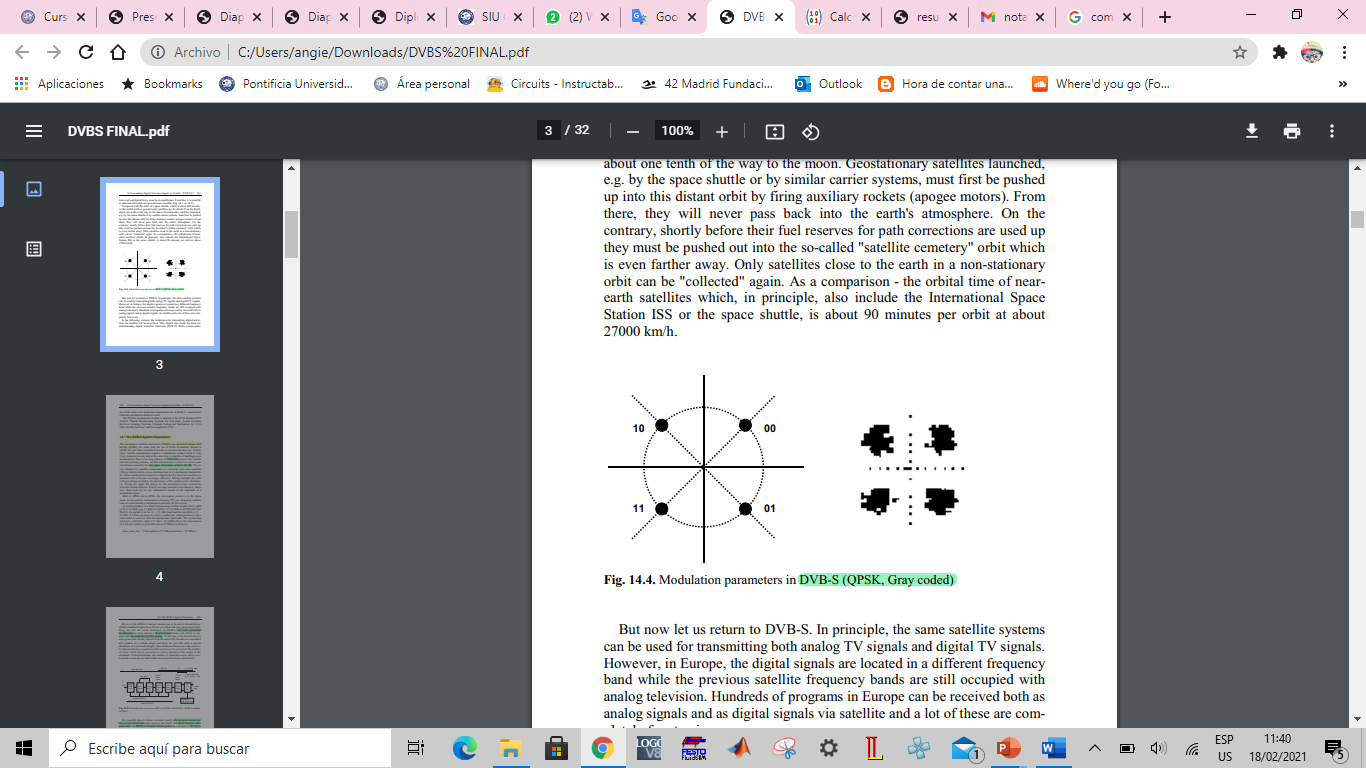 Curs
Pres
Diap
Diap
Diplo
SIU
(2) V
Goo
DVB
Calc
resu
nota
com
Archivo C:/Users/angie/Downloads/DVBS%20FINAL.pdf
Aplicaciones
Bookmarks
Pontificia Universid...
Área personal
Circuits - Instructab...
42 Madrid Fundaci...
Outlook
Hora de contar una...
Where'd you go (Fo...
»
DVBS FINAL.pdf
3 / 32
100%
3
4
about one tenth of the way to the moon. Geostationary satellites launched,
e.g. by the space shuttle or by similar carrier systems, must first be pushed
up into this distant orbit by firing auxiliary rockets (apogee motors). From
there, they will never pass back into the earth's atmosphere. On the
contrary, shortly before their fuel reserves for path corrections are used up
they must be pushed out into the so-called "satellite cemetery" orbit which
is even farther away. Only satellites close to the earth in a non-stationary
orbit can be "collected" again. As a comparison - the orbital time of near-
earth satellites which, in principle, also include the International Space
Station ISS or the space shuttle, is about 90 minutes per orbit at about
27000 km/h.
10
00
11
01
Fig. 14.4. Modulation parameters in DVB-S (QPSK, Gray coded)
But now let us return to DVB-S. In principle, the same satellite systems
can be used for transmitting both analog TV signals and digital TV signals.
However, in Europe, the digital signals are located in a different frequency
band while the previous satellite frequency bands are still occupied with
analog television. Hundreds of programs in Europe can be received both as
analog signals and as digital signals via satellite and a lot of these are com-
Escribe aquí para buscar
LOGO
V8
FESTO
1
ESP
US
11:40
18/02/2021
5